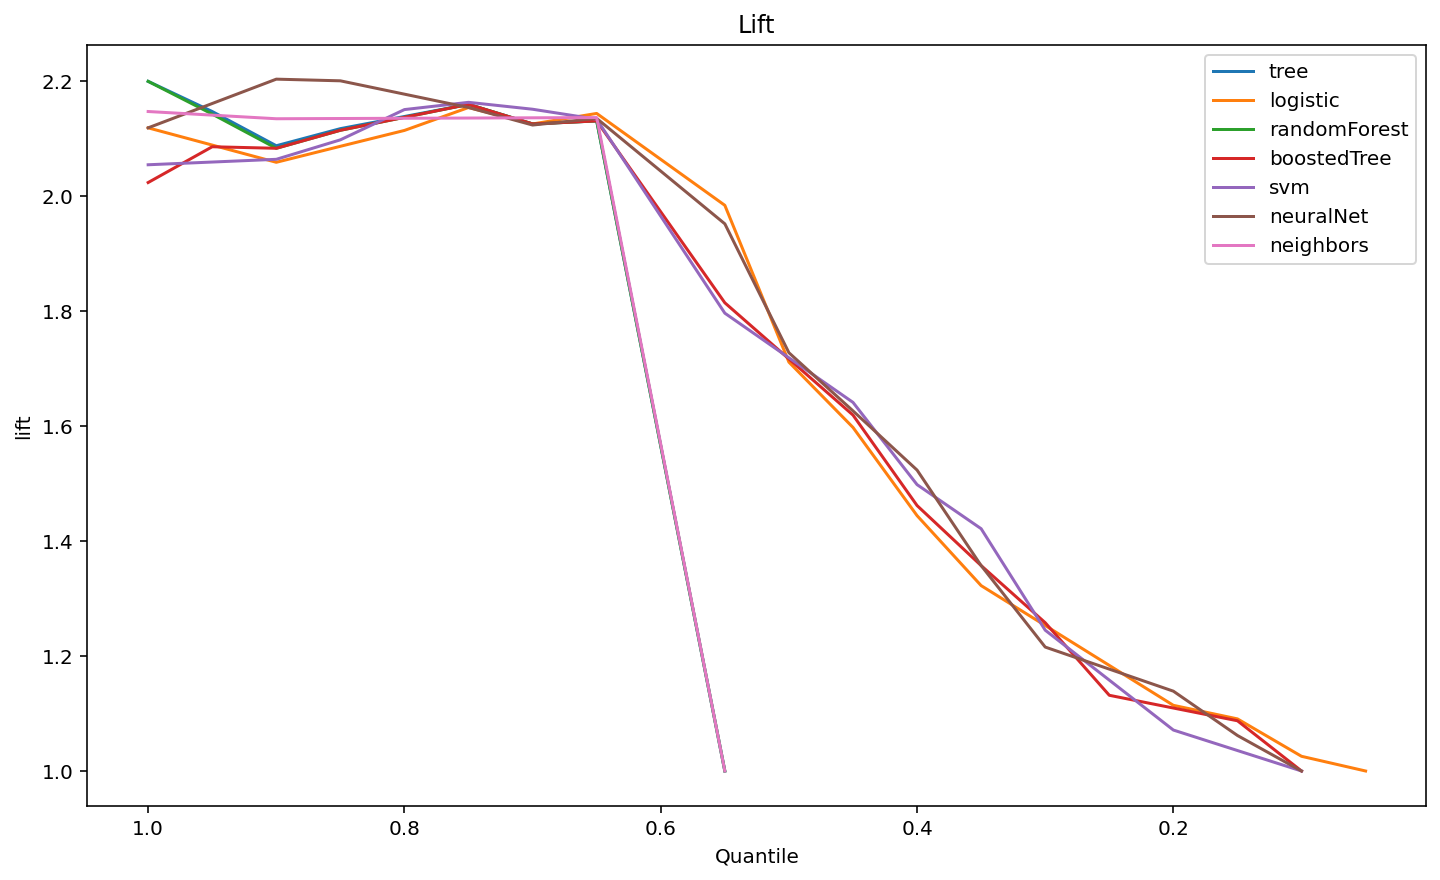 Lift
tree
logistic
randomForest
boostedTree
svm
neuralNet
neighbors
lift
2.2
2.0
1.8
1.6
1.4
1.2
1.0
1.0
0.8
0.6
0.4
0.2
Quantile